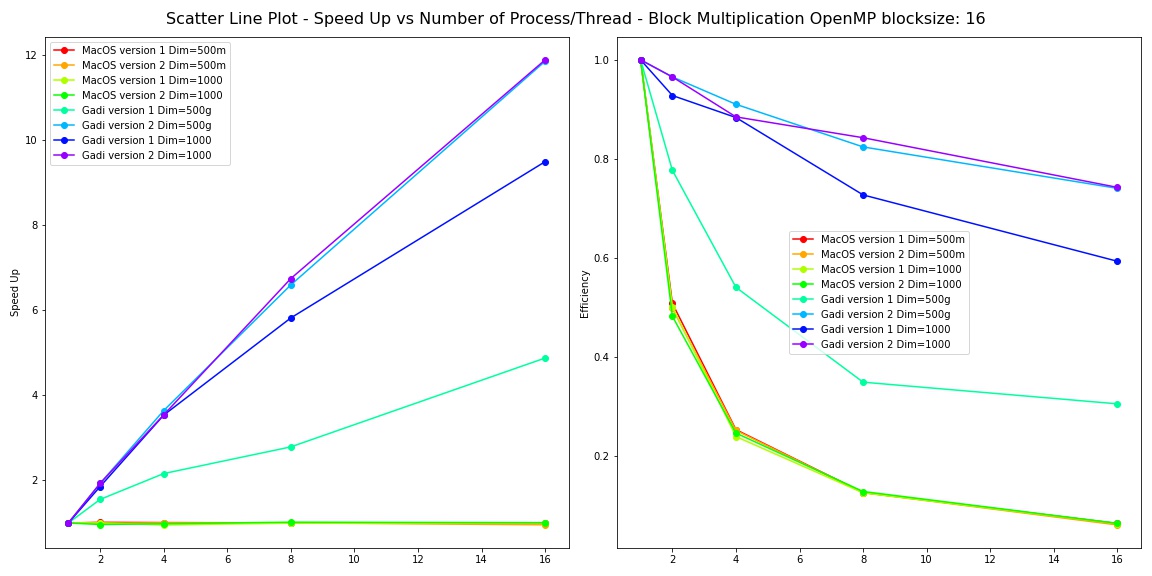 Scatter Line Plot - Speed Up vs Number of Process/Thread - Block Multiplication OpenMP blocksize: 16
Speed Up
12
10
8
6
4
2
MacOS version 1 Dim=500m
MacOS version 2 Dim=500m
MacOS version 1 Dim=1000
MacOS version 2 Dim=1000
Gadi version 1 Dim=500g
Gadi version 2 Dim=500g
Gadi version 1 Dim=1000
Gadi version 2 Dim=1000
2 4 6 8 10 12 14 16
Efficiency
1.0
0.8
0.6
0.4
0.2
MacOS version 1 Dim=500m
MacOS version 2 Dim=500m
MacOS version 1 Dim=1000
MacOS version 2 Dim=1000
Gadi version 1 Dim=500g
Gadi version 2 Dim=500g
Gadi version 1 Dim=1000
Gadi version 2 Dim=1000
2 4 6 8 10 12 14 16